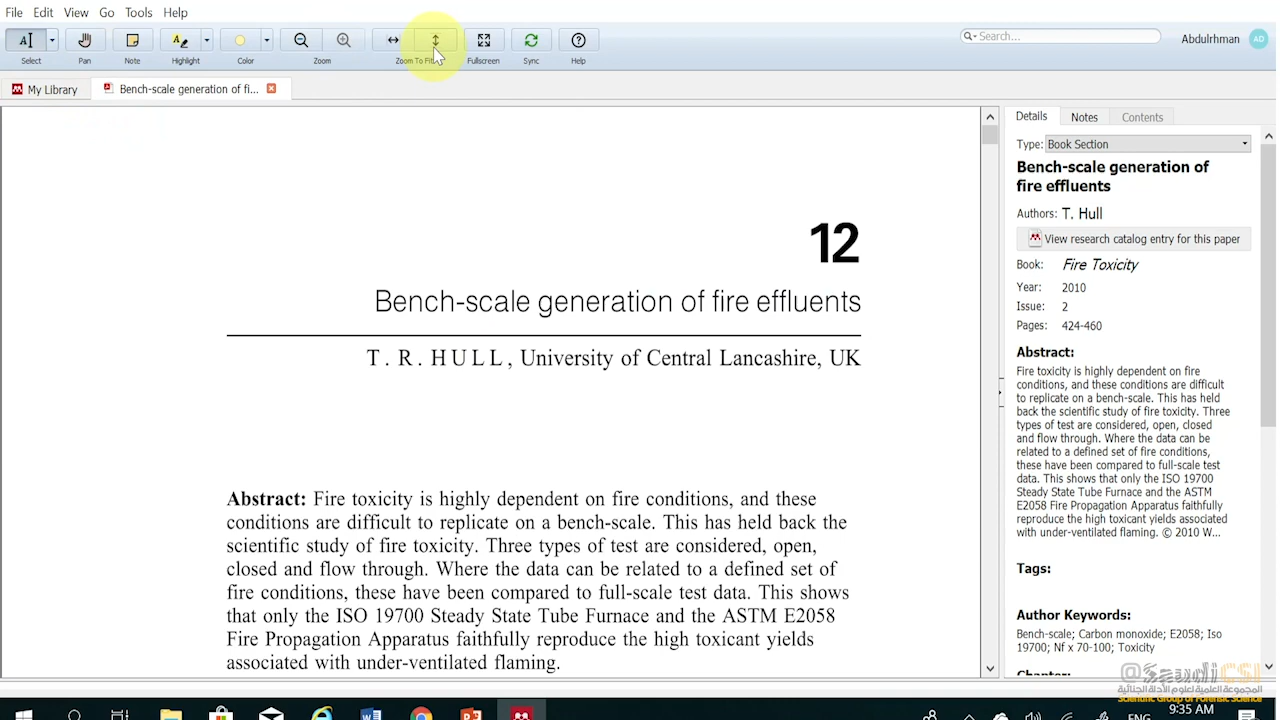 File Edit View Go Tools Help
Select Pan Note Highlight Color Zoom Zoom To Fit Fullscreen Sync Help
Search...
Abdulrhman AD
My Library Bench-scale generation of fi...
12
Bench-scale generation of fire effluents
T. R. HULL, University of Central Lancashire, UK
Abstract: Fire toxicity is highly dependent on fire conditions, and these
conditions are difficult to replicate on a bench-scale. This has held back the
scientific study of fire toxicity. Three types of test are considered, open,
closed and flow through. Where the data can be related to a defined set of
fire conditions, these have been compared to full-scale test data. This shows
that only the ISO 19700 Steady State Tube Furnace and the ASTM E2058
Fire Propagation Apparatus faithfully reproduce the high toxicant yields
associated with under-ventilated flaming.
Details Notes Contents
Type: Book Section
Bench-scale generation of
fire effluents
Authors: T. Hull
View research catalog entry for this paper
Book: Fire Toxicity
Year: 2010
Issue: 2
Pages: 424-460
Abstract:
Fire toxicity is highly dependent on fire
conditions, and these conditions are difficult
to replicate on a bench-scale. This has held
back the scientific study of fire toxicity. Three
types of test are considered, open, closed
and flow through. Where the data can be
related to a defined set of fire conditions,
these have been compared to full-scale test
data. This shows that only the ISO 19700
Steady State Tube Furnace and the ASTM
E2058 Fire Propagation Apparatus faithfully
reproduce the high toxicant yields associated
with under-ventilated flaming. © 2010 W...
Tags:
Author Keywords:
Bench-scale; Carbon monoxide; E2058; Iso
19700; Nf x 70-100; Toxicity
Chapter:
@SaudiCSI
المجموعة العلمية لعلوم الأدلة الجنائية
Scientific Group of Forensic Science
9:35 AM
ENG